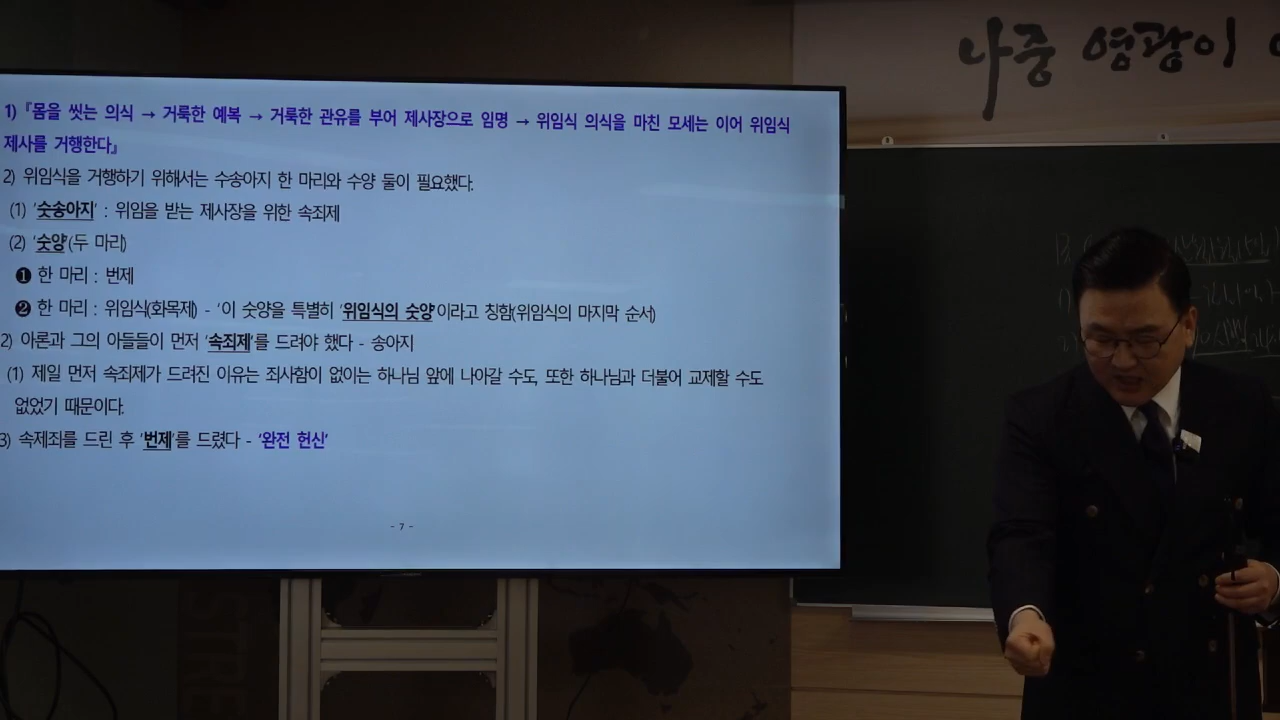 나중 영광이
1) 『몸을 씻는 의식 → 거룩한 예복 → 거룩한 관유를 부어 제사장으로 임명 → 위임식 의식을 마친 모세는 이어 위임식
제사를 거행한다』
2) 위임식을 거행하기 위해서는 수송아지 한 마리와 수양 둘이 필요했다.
(1) '숫송아지' : 위임을 받는 제사장을 위한 속죄제
(2) '숫양'(두 마리)
❶ 한 마리 : 번제
❷ 한 마리 : 위임식(화목제) - '이 숫양을 특별히 '위임식의 숫양'이라고 칭함(위임식의 마지막 순서)
2) 아론과 그의 아들들이 먼저 '속죄제'를 드려야 했다 - 송아지
(1) 제일 먼저 속죄제가 드려진 이유는 죄사함이 없이는 하나님 앞에 나아갈 수도, 또한 하나님과 더불어 교제할 수도
없었기 때문이다.
3) 속제죄를 드린 후 '번제'를 드렸다 - '완전 헌신'
- 7 -